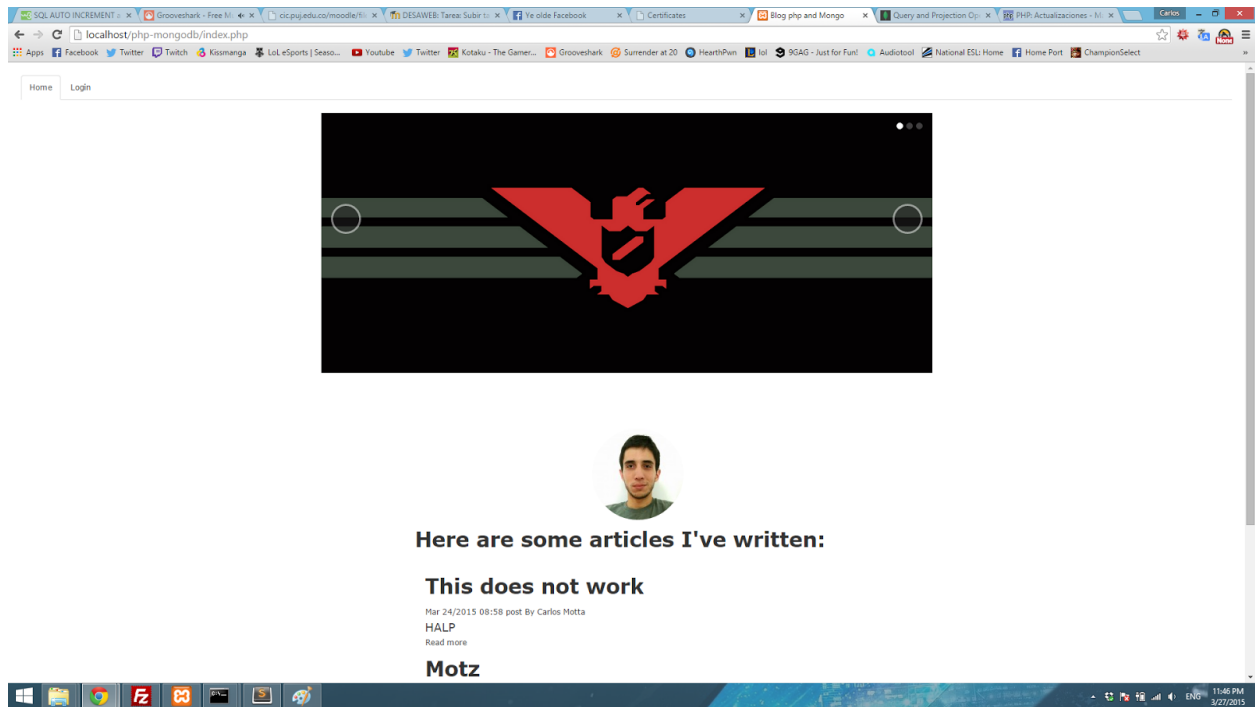 SQL AUTO INCREMENT a
Grooveshark - Free Mu
cic.puj.edu.co/moodle/file
DESAWEB: Tarea: Subir ta
Ye olde Facebook
Certificates
Blog php and Mongo
Query and Projection Op
PHP: Actualizaciones - M
Carlos
localhost/php-mongodb/index.php
Apps Facebook Twitter Twitch Kissmanga LoL eSports | Seaso... Youtube Twitter Kotaku - The Gamer... Grooveshark Surrender at 20 HearthPwn lol 9GAG - Just for Fun! Audiotool National ESL: Home Home Port ChampionSelect
Home Login
Here are some articles I've written:
This does not work
Mar 24/2015 08:58 post By Carlos Motta
HALP
Read more
Motz
ENG 11:46 PM
3/27/2015